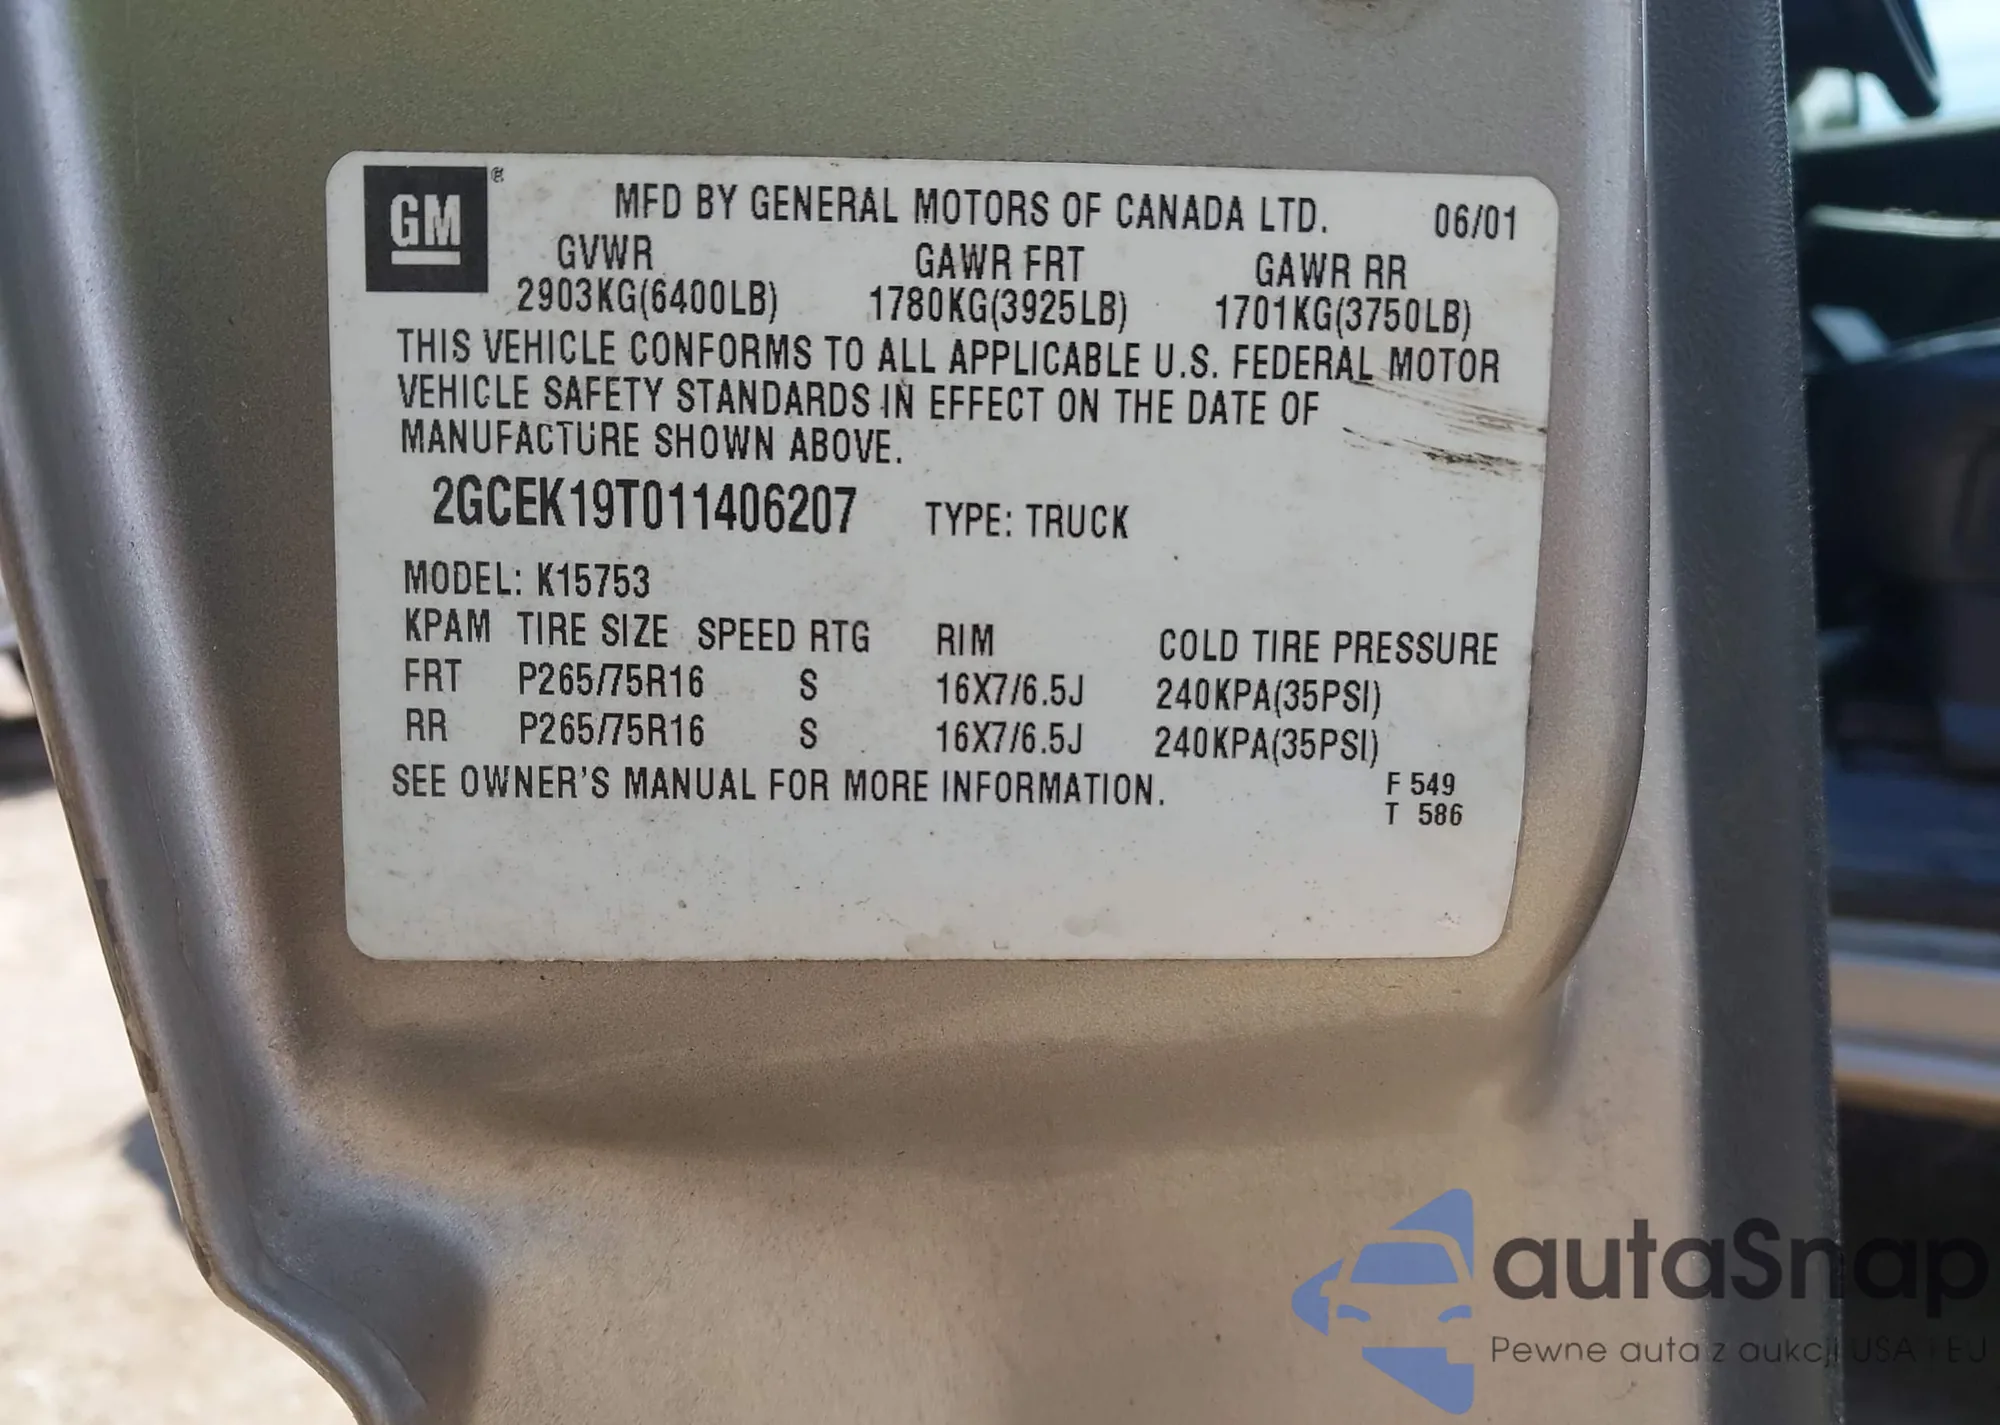 GM®
MFD BY GENERAL MOTORS OF CANADA LTD. 06/01
GVWR GAWR FRT GAWR RR
2903KG(6400LB) 1780KG(3925LB) 1701KG(3750LB)
THIS VEHICLE CONFORMS TO ALL APPLICABLE U.S. FEDERAL MOTOR
VEHICLE SAFETY STANDARDS IN EFFECT ON THE DATE OF
MANUFACTURE SHOWN ABOVE.
2GCEK19T011406207 TYPE: TRUCK
MODEL: K15753
KPAM TIRE SIZE SPEED RTG RIM COLD TIRE PRESSURE
FRT P265/75R16 S 16X7/6.5J 240KPA(35PSI)
RR P265/75R16 S 16X7/6.5J 240KPA(35PSI)
SEE OWNER'S MANUAL FOR MORE INFORMATION.
F 549
T 586
autaSnap
Pewne auta z aukcji USA i EU